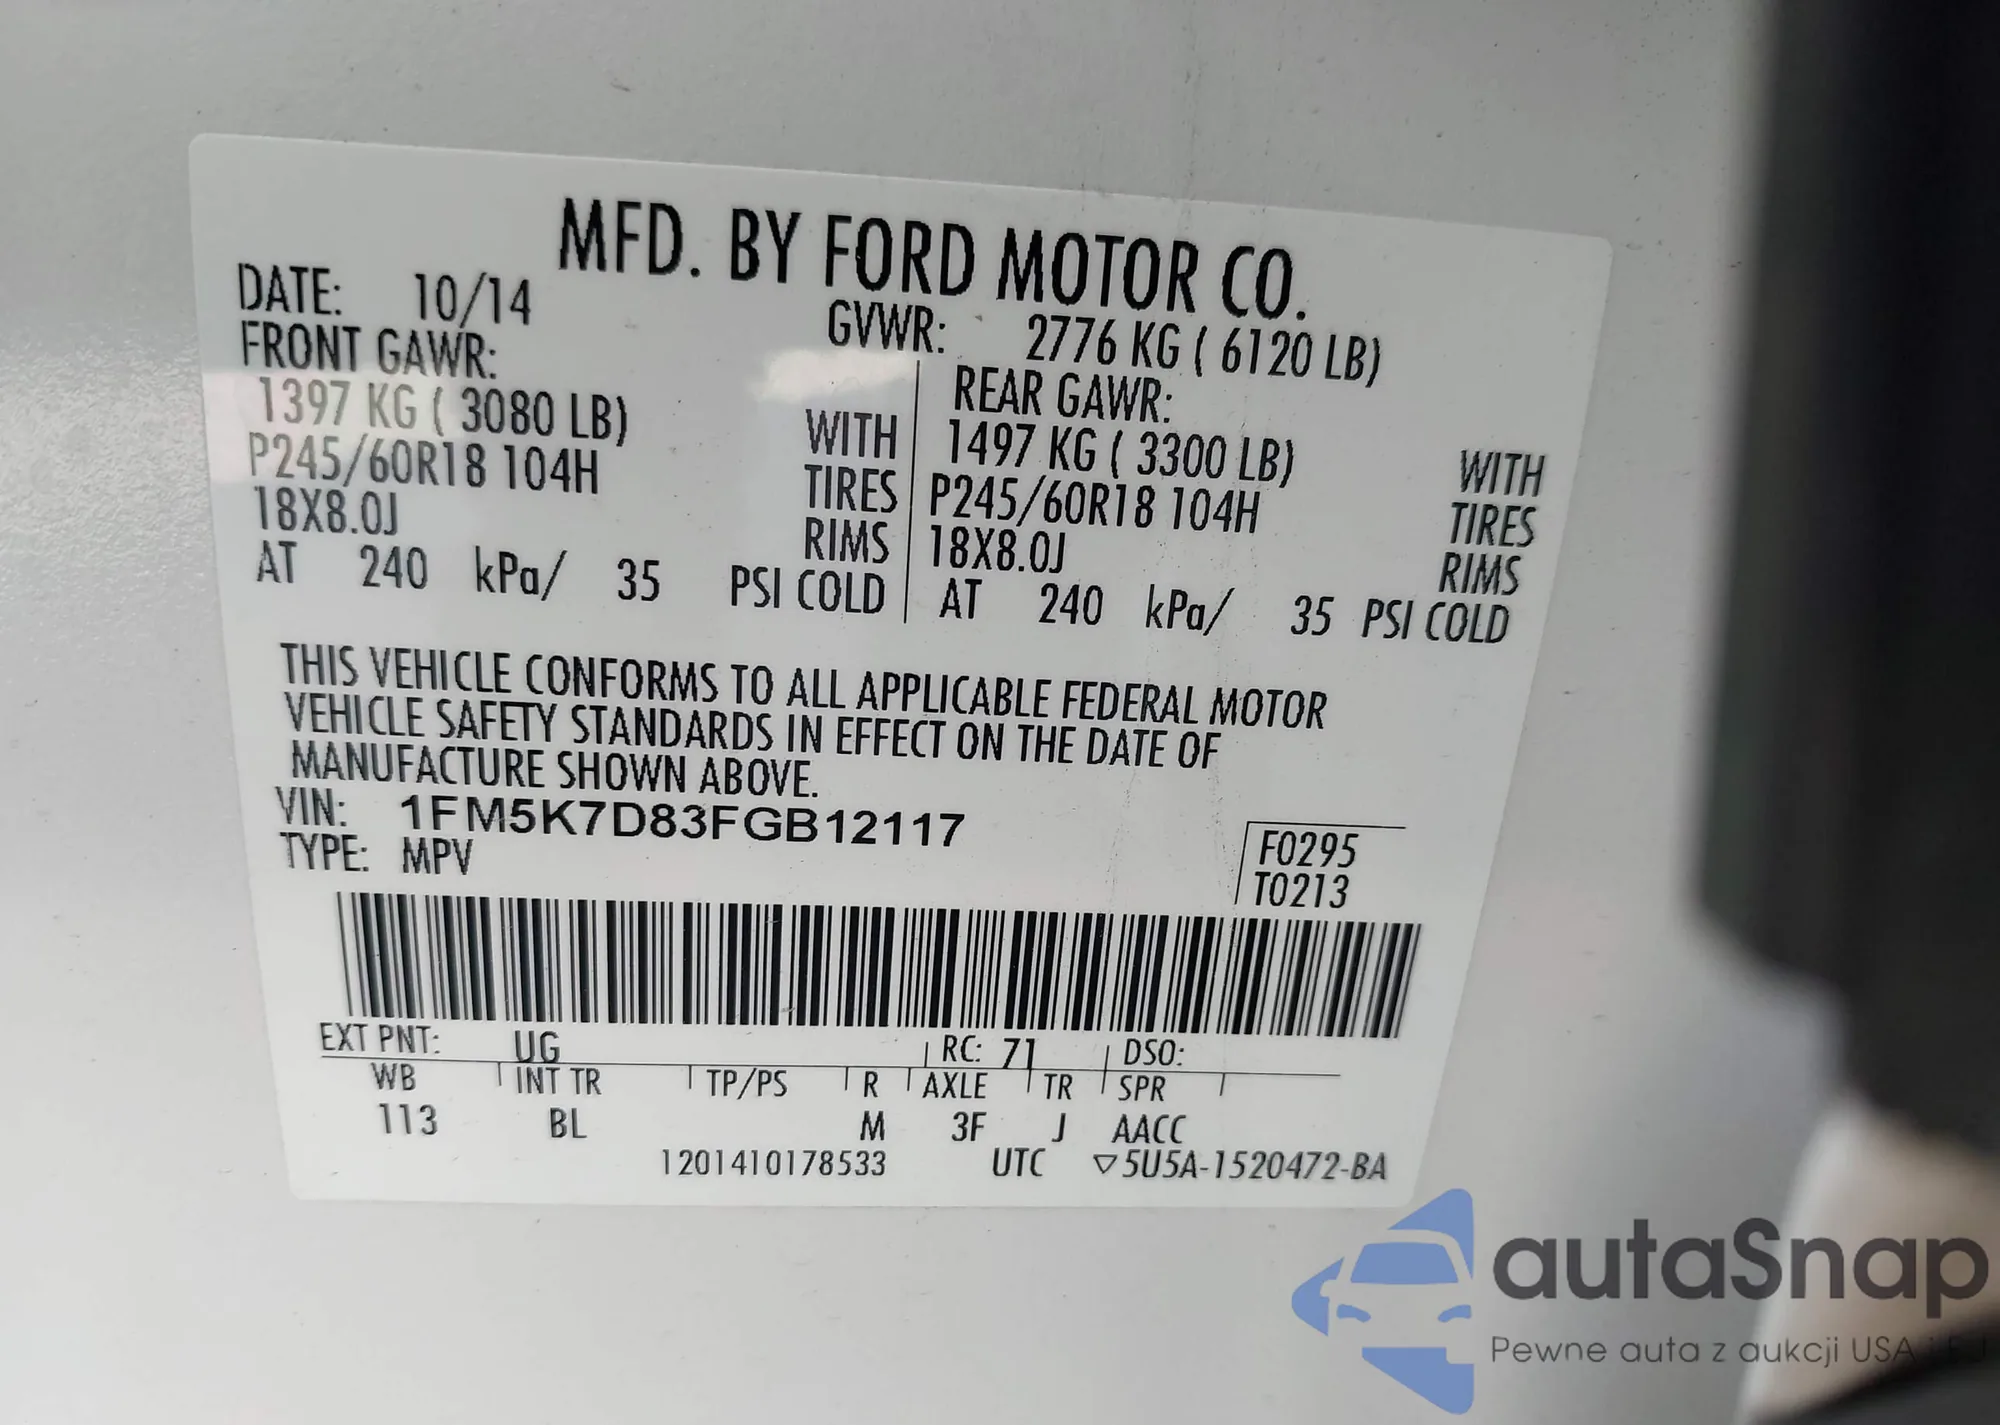 MFD. BY FORD MOTOR CO.
DATE: 10/14 GVWR: 2776 KG ( 6120 LB)
FRONT GAWR: REAR GAWR:
1397 KG ( 3080 LB) WITH 1497 KG ( 3300 LB) WITH
P245/60R18 104H TIRES P245/60R18 104H TIRES
18X8.0J RIMS 18X8.0J RIMS
AT 240 kPa/ 35 PSI COLD AT 240 kPa/ 35 PSI COLD
THIS VEHICLE CONFORMS TO ALL APPLICABLE FEDERAL MOTOR
VEHICLE SAFETY STANDARDS IN EFFECT ON THE DATE OF
MANUFACTURE SHOWN ABOVE.
VIN: 1FM5K7D83FGB12117
TYPE: MPV
F0295
T0213
EXT PNT: UG RC: 71 DSO:
WB INT TR TP/PS R AXLE TR SPR
113 BL M 3F J AACC
1201410178533 UTC ▽5U5A-1520472-BA
autaSnap
Pewne auta z aukcji USA i EU